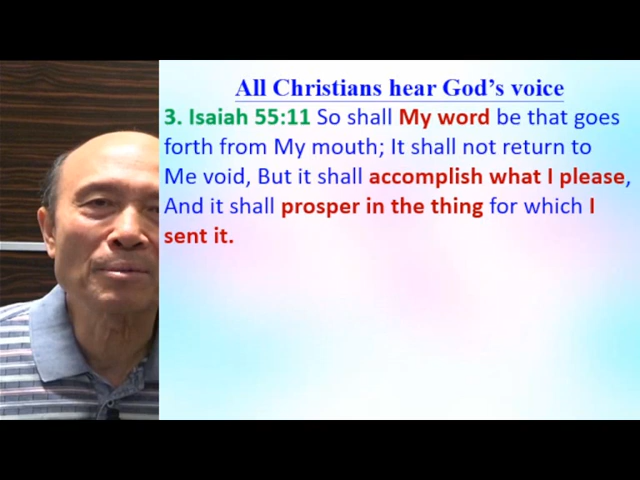 All Christians hear God's voice
3. Isaiah 55:11 So shall My word be that goes
forth from My mouth; It shall not return to
Me void, But it shall accomplish what I please,
And it shall prosper in the thing for which I
sent it.